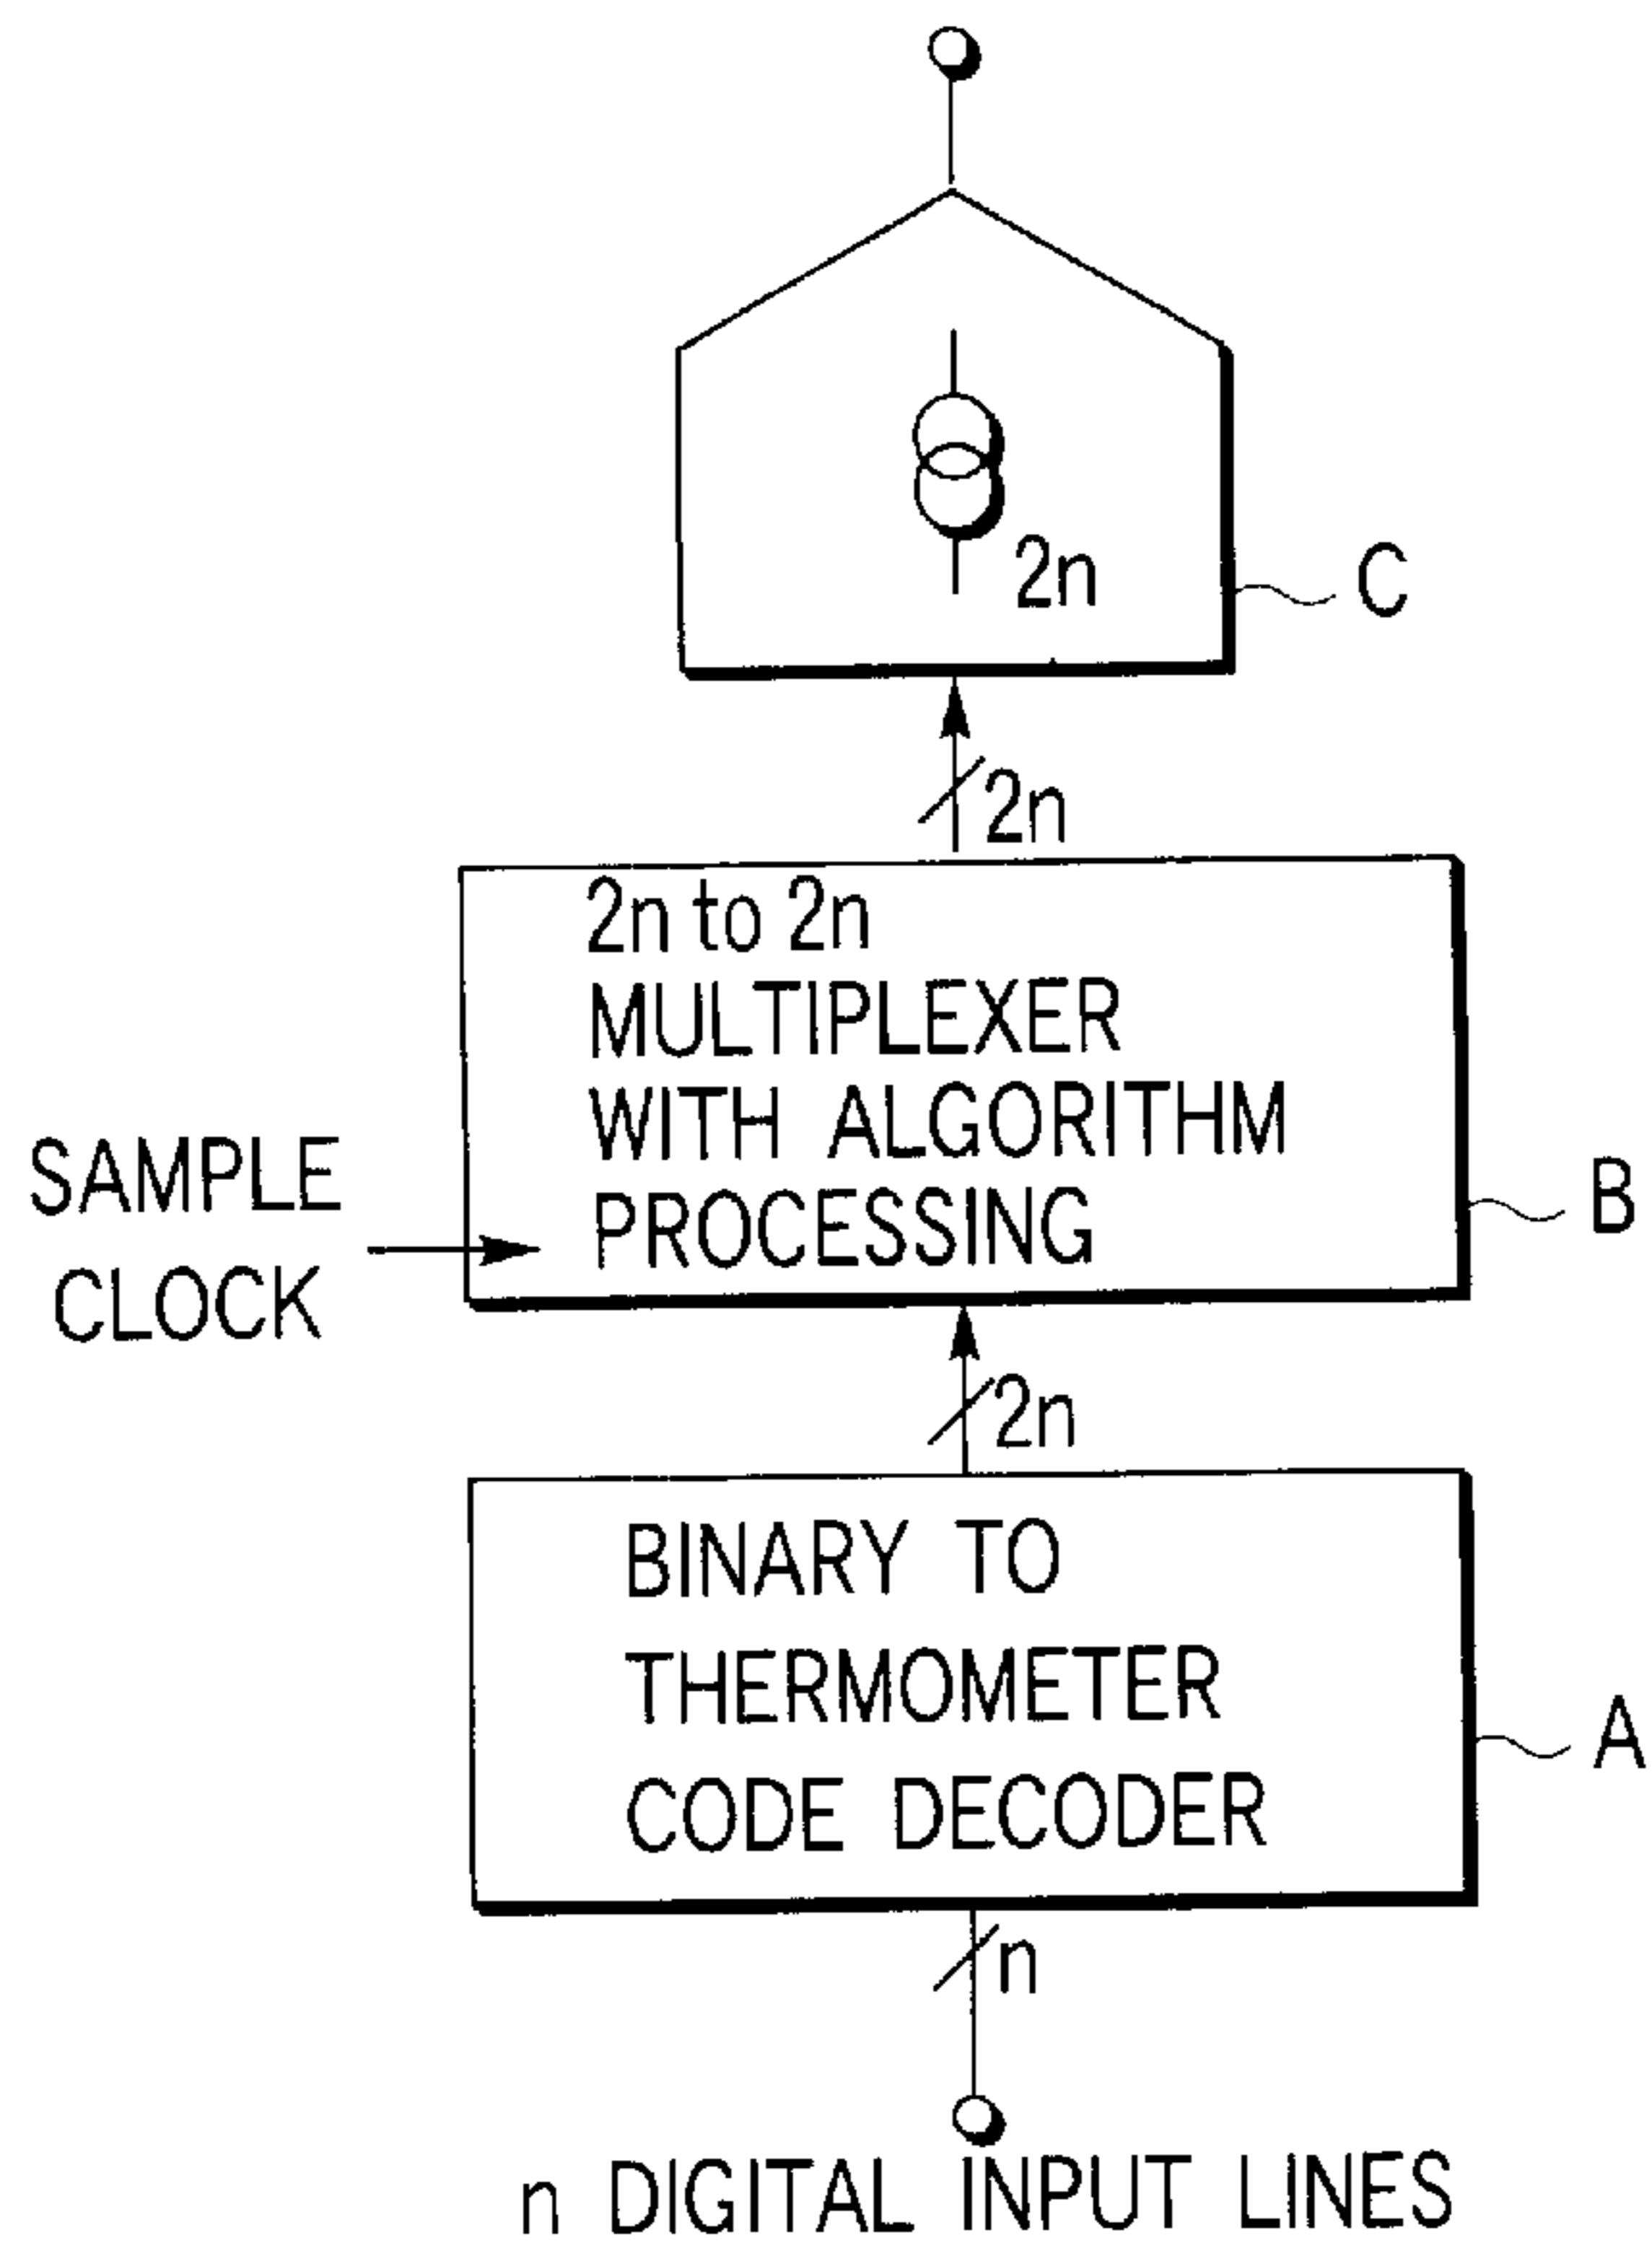 2n
C
2n
2n to 2n
MULTIPLEXER
WITH ALGORITHM
PROCESSING
SAMPLE
CLOCK
B
2n
BINARY TO
THERMOMETER
CODE DECODER
A
n
n DIGITAL INPUT LINES